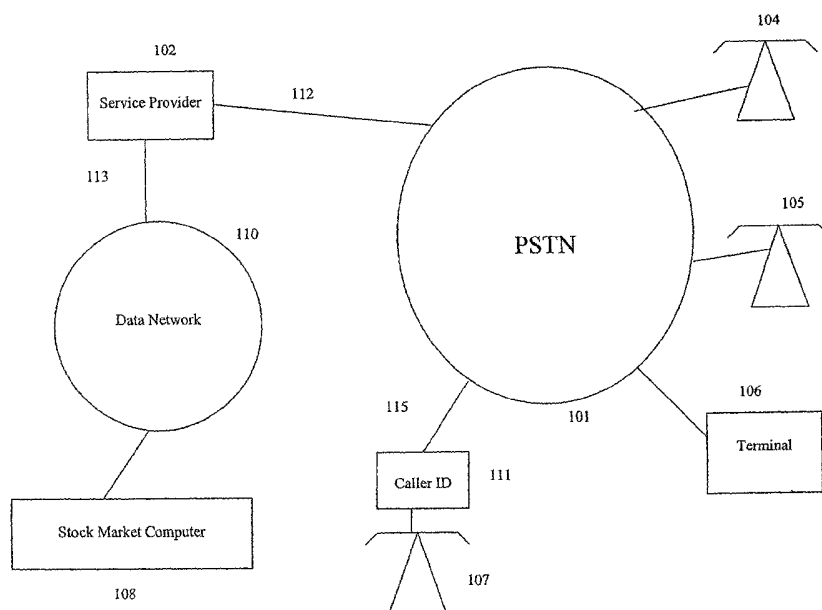 102
104
Service Provider
112
113
105
110
PSTN
Data Network
115
101
106
Terminal
Caller ID
111
Stock Market Computer
107
108